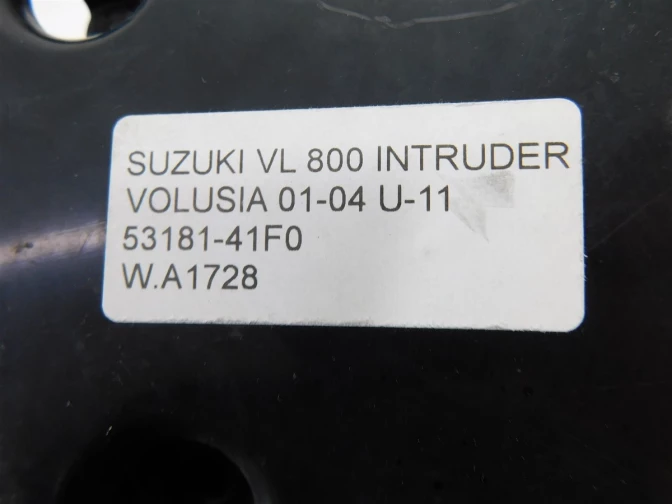 SUZUKI VL 800 INTRUDER
VOLUSIA 01-04 U-11
53181-41F0
W.A1728